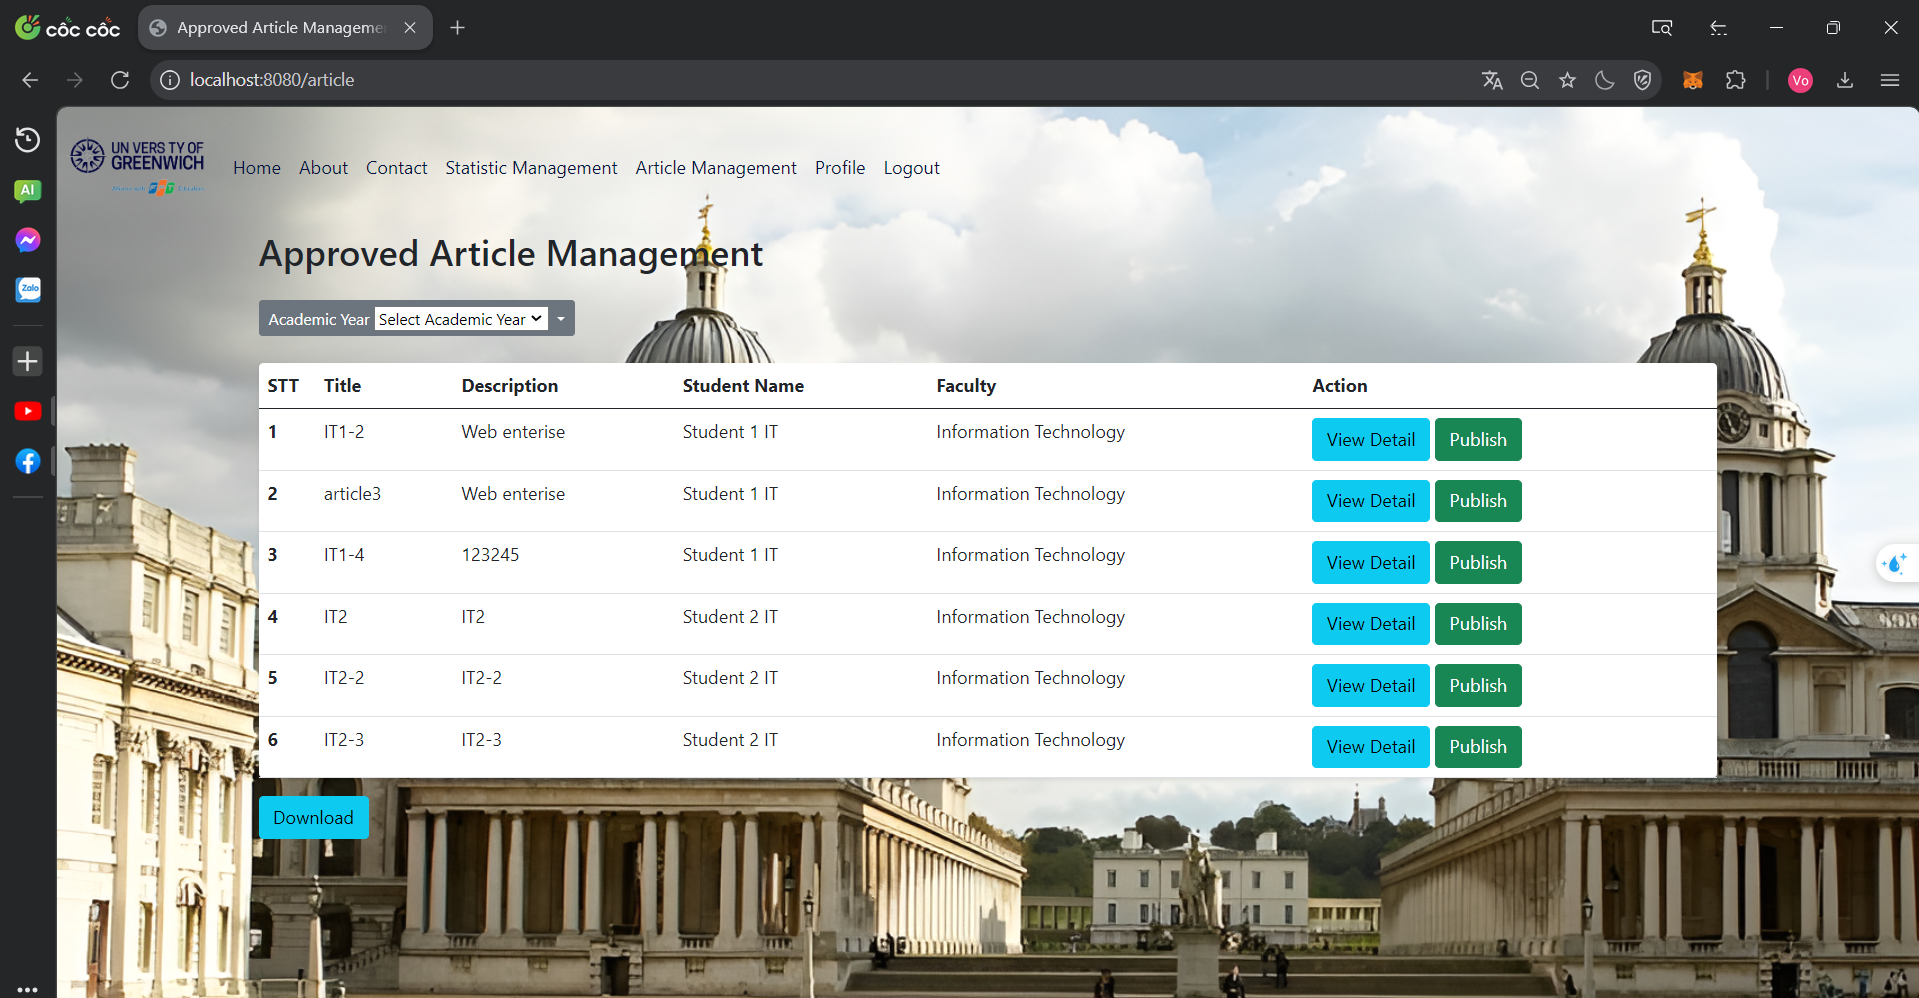 cốc cốc
Approved Article Manageme
localhost:8080/article
Vo
AI
Zalo
UN VERS TY OF
GREENWICH
Home About Contact Statistic Management Article Management Profile Logout
Approved Article Management
Academic Year Select Academic Year
STT Title Description Student Name Faculty Action
1 IT1-2 Web enterise Student 1 IT Information Technology View Detail Publish
2 article3 Web enterise Student 1 IT Information Technology View Detail Publish
3 IT1-4 123245 Student 1 IT Information Technology View Detail Publish
4 IT2 IT2 Student 2 IT Information Technology View Detail Publish
5 IT2-2 IT2-2 Student 2 IT Information Technology View Detail Publish
6 IT2-3 IT2-3 Student 2 IT Information Technology View Detail Publish
Download